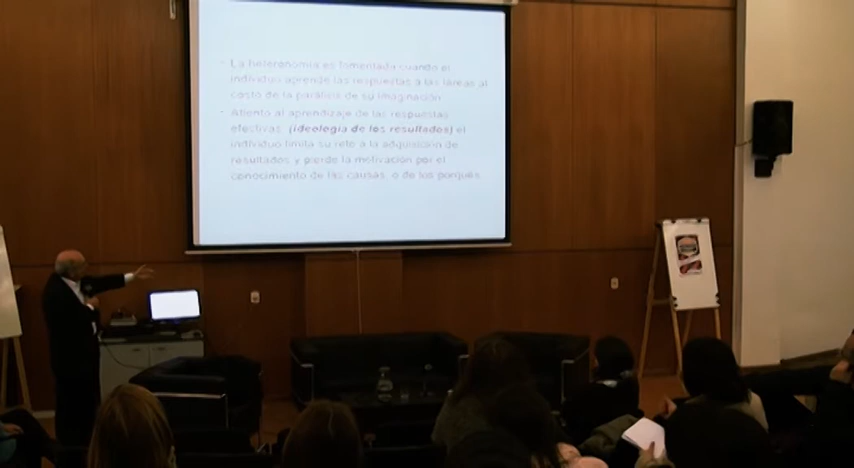 - La heteronomía es fomentada cuando el
individuo aprende las respuestas a las tareas al
costo de la parálisis de su imaginación.
- Atento al aprendizaje de las respuestas
efectivas (ideología de los resultados) el
individuo limita su reto a la adquisición de
resultados y pierde la motivación por el
conocimiento de las causas, o de los porqués.